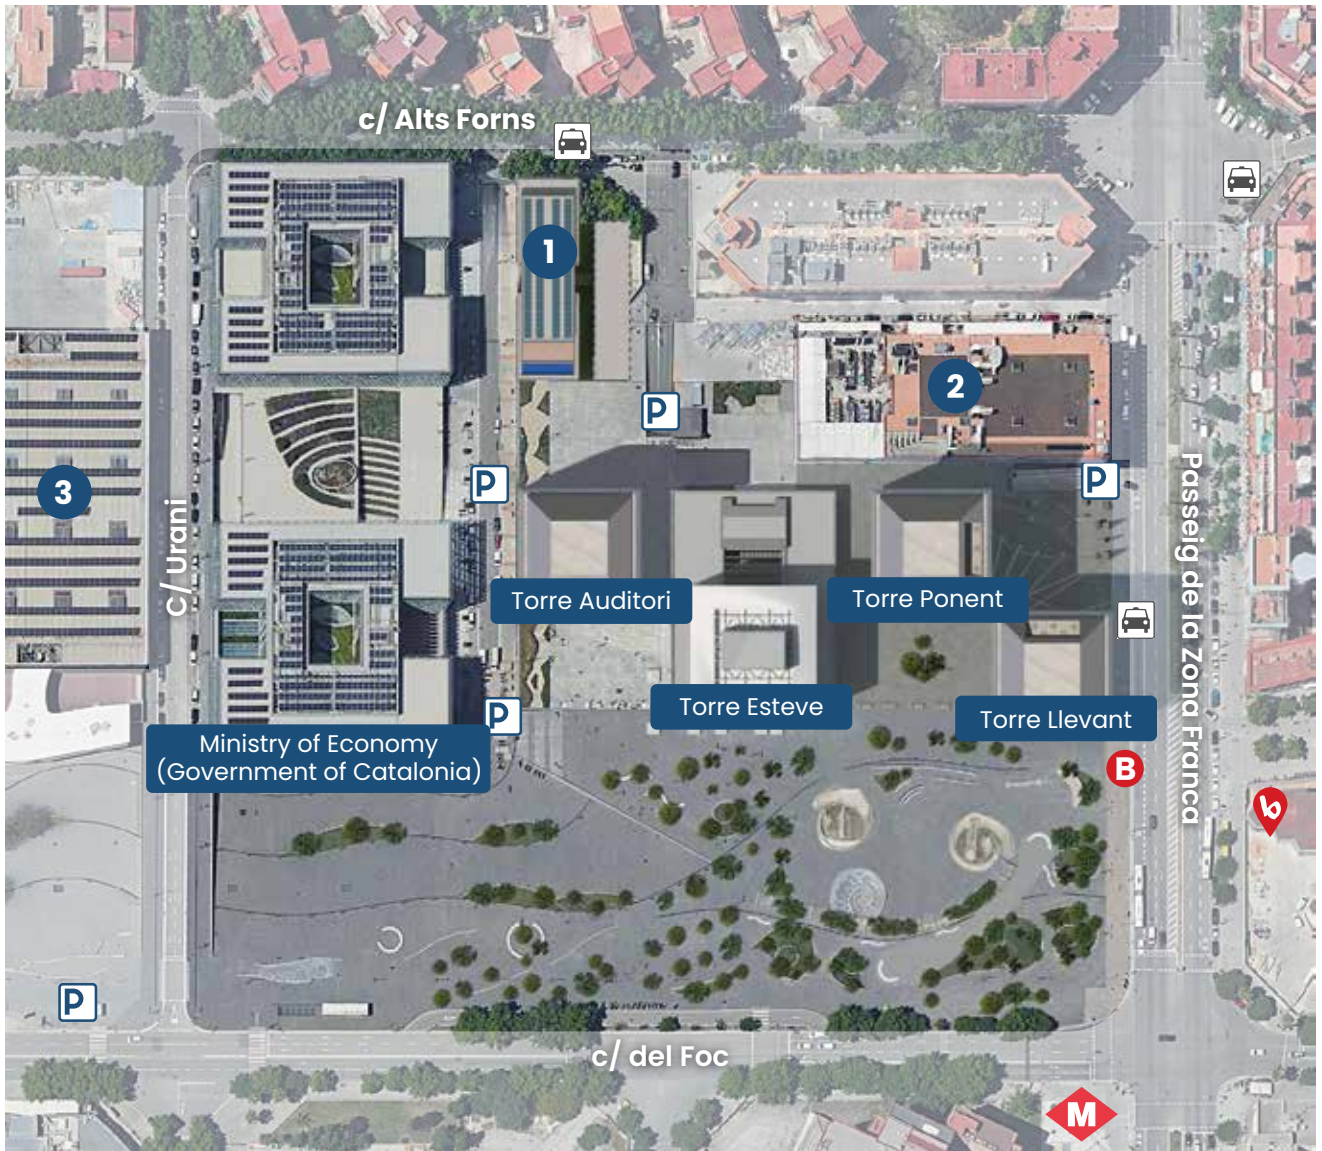 c/ Alts Forns
1
2
P
3
P
P
C/ Urani
Passeig de la Zona Franca
Torre Auditori
Torre Ponent
Torre Esteve
Torre Llevant
P
Ministry of Economy
(Government of Catalonia)
B
b
P
c/ del Foc
M